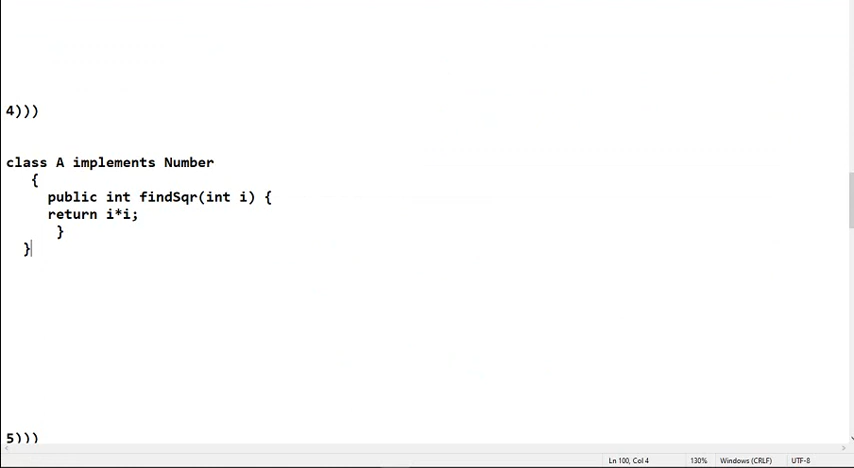 4)))
class A implements Number
{
public int findSqr(int i) {
return i*i;
}
}
5)))
Ln 100, Col 4
130%
Windows (CRLF)
UTF-8